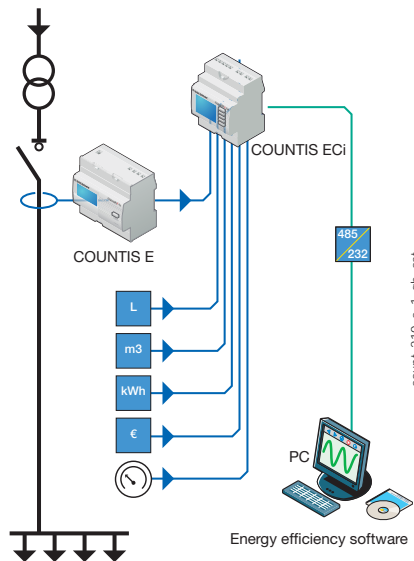 COUNTIS ECi
COUNTIS E
485
232
L
m3
kWh
€
PC
Energy efficiency software